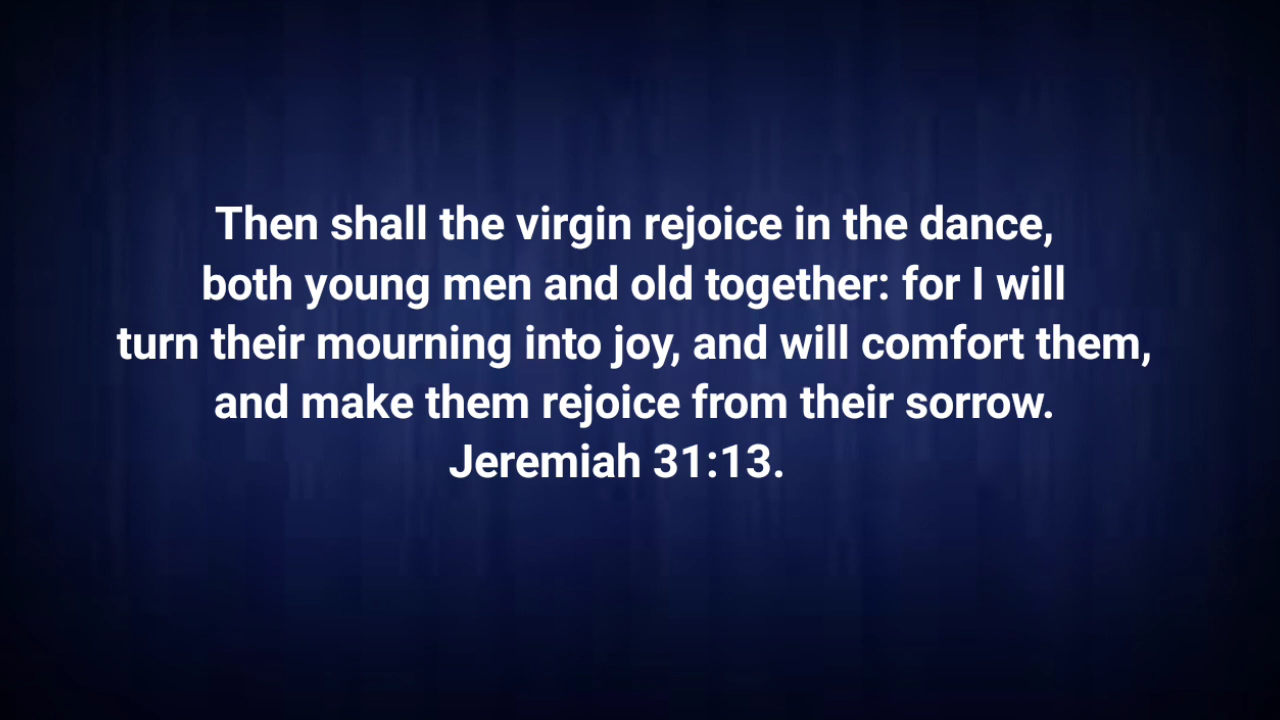 Then shall the virgin rejoice in the dance,
both young men and old together: for I will
turn their mourning into joy, and will comfort them,
and make them rejoice from their sorrow.
Jeremiah 31:13.